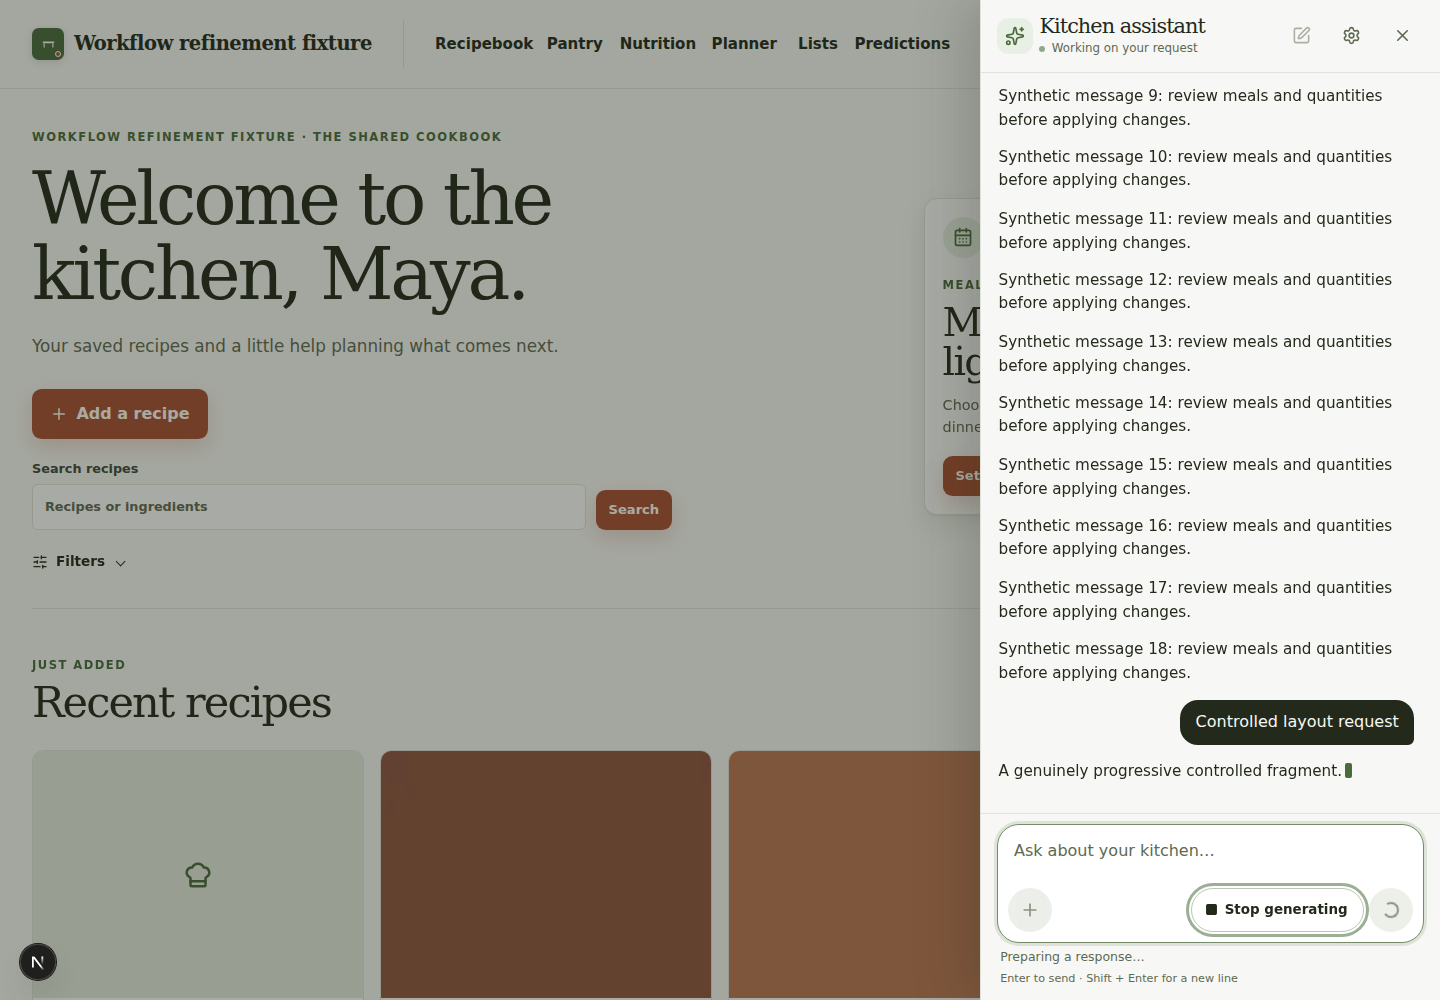 Workflow refinement fixture
Recipebook Pantry Nutrition Planner Lists Predictions
WORKFLOW REFINEMENT FIXTURE · THE SHARED COOKBOOK
Welcome to the
kitchen, Maya.
Your saved recipes and a little help planning what comes next.
Add a recipe
Search recipes
Recipes or ingredients
Search
Filters
MEAL
M
lig
Choo
dinne
Set
JUST ADDED
Recent recipes
N
Kitchen assistant
Working on your request
Synthetic message 9: review meals and quantities
before applying changes.
Synthetic message 10: review meals and quantities
before applying changes.
Synthetic message 11: review meals and quantities
before applying changes.
Synthetic message 12: review meals and quantities
before applying changes.
Synthetic message 13: review meals and quantities
before applying changes.
Synthetic message 14: review meals and quantities
before applying changes.
Synthetic message 15: review meals and quantities
before applying changes.
Synthetic message 16: review meals and quantities
before applying changes.
Synthetic message 17: review meals and quantities
before applying changes.
Synthetic message 18: review meals and quantities
before applying changes.
Controlled layout request
A genuinely progressive controlled fragment.
Ask about your kitchen…
Stop generating
Preparing a response…
Enter to send · Shift + Enter for a new line